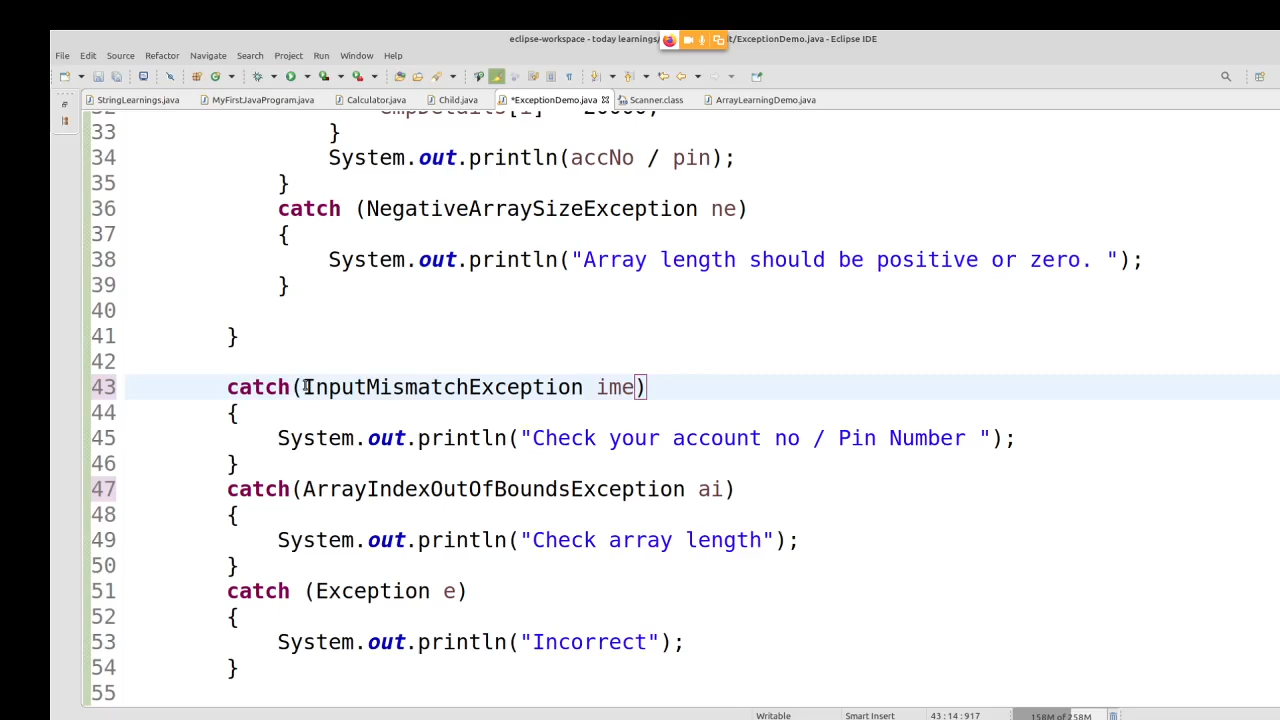 eclipse-workspace - today learnings/ t/ExceptionDemo.java - Eclipse IDE
File Edit Source Refactor Navigate Search Project Run Window Help
StringLearnings.java MyFirstJavaProgram.java Calculator.java Child.java *ExceptionDemo.java Scanner.class ArrayLearningDemo.java
33 }
34 System.out.println(accNo / pin);
35 }
36 catch (NegativeArraySizeException ne)
37 {
38 System.out.println("Array length should be positive or zero. ");
39 }
40
41 }
42
43 catch(InputMismatchException ime)
44 {
45 System.out.println("Check your account no / Pin Number ");
46 }
47 catch(ArrayIndexOutOfBoundsException ai)
48 {
49 System.out.println("Check array length");
50 }
51 catch (Exception e)
52 {
53 System.out.println("Incorrect");
54 }
55
Writable Smart Insert 43 : 14 : 917 158M of 258M